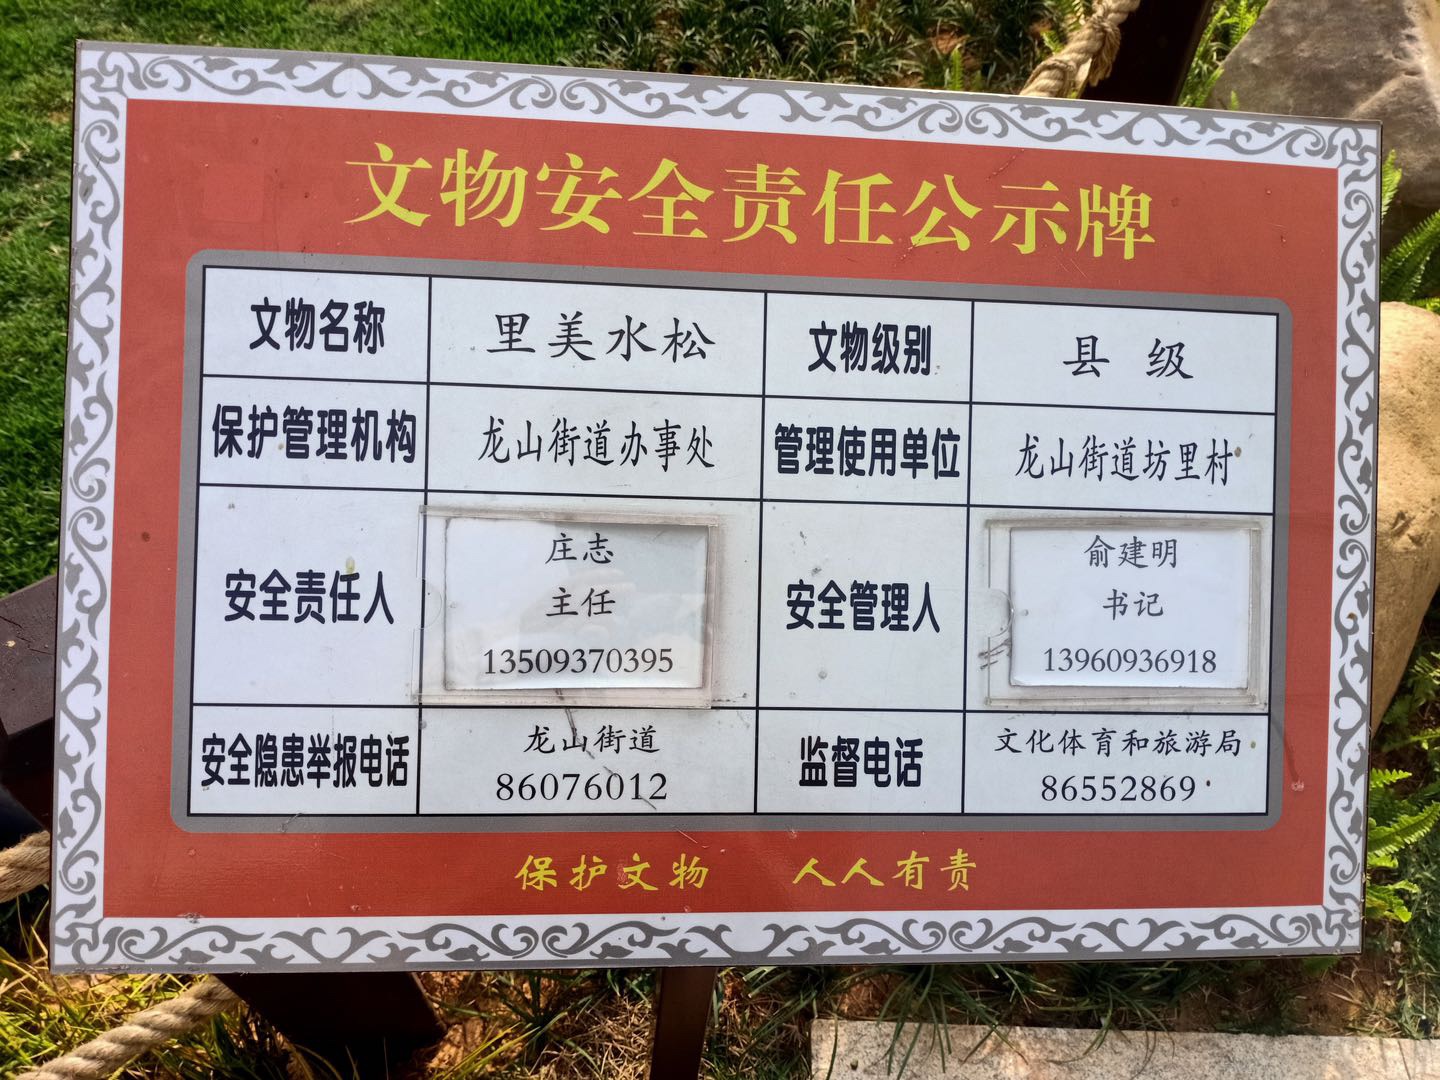 文物安全责任公示牌
文物名称 里美水松 文物级别 县级
保护管理机构 龙山街道办事处 管理使用单位 龙山街道坊里村
安全责任人
庄志
主任
13509370395
安全管理人
俞建明
书记
13960936918
安全隐患举报电话
龙山街道
86076012
监督电话
文化体育和旅游局
86552869
保护文物 人人有责